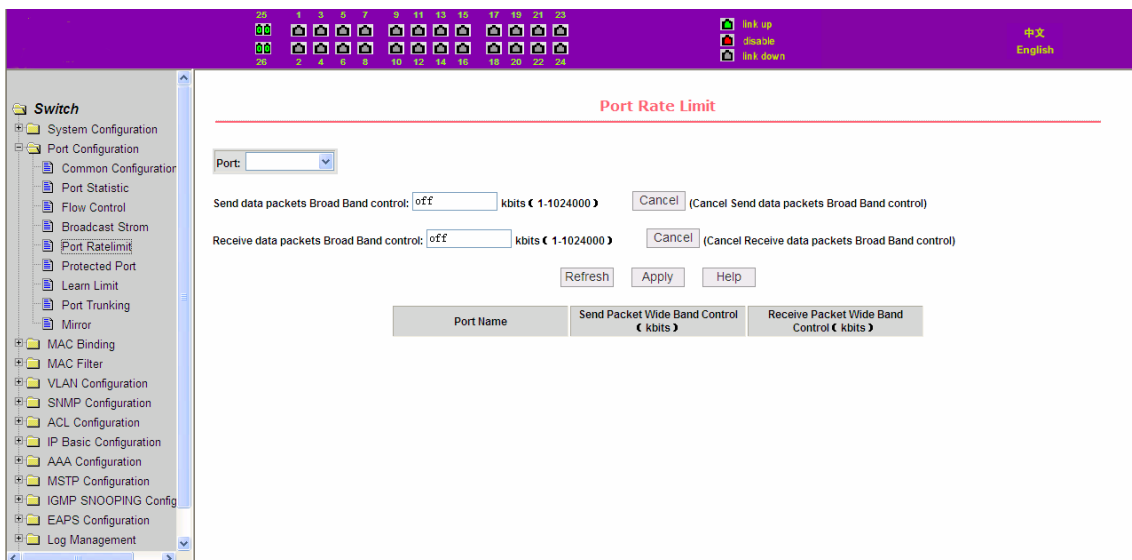 25 1 3 5 7 9 11 13 15 17 19 21 23
26 2 4 6 8 10 12 14 16 18 20 22 24
link up
disable
link down
中文
English
Switch
System Configuration
Port Configuration
Common Configuration
Port Statistic
Flow Control
Broadcast Strom
Port Ratelimit
Protected Port
Learn Limit
Port Trunking
Mirror
MAC Binding
MAC Filter
VLAN Configuration
SNMP Configuration
ACL Configuration
IP Basic Configuration
AAA Configuration
MSTP Configuration
IGMP SNOOPING Config
EAPS Configuration
Log Management
Port Rate Limit
Port:
Send data packets Broad Band control: off kbits（1-1024000） Cancel (Cancel Send data packets Broad Band control)
Receive data packets Broad Band control: off kbits（1-1024000） Cancel (Cancel Receive data packets Broad Band control)
Refresh Apply Help
Port Name
Send Packet Wide Band Control
（kbits）
Receive Packet Wide Band
Control（kbits）